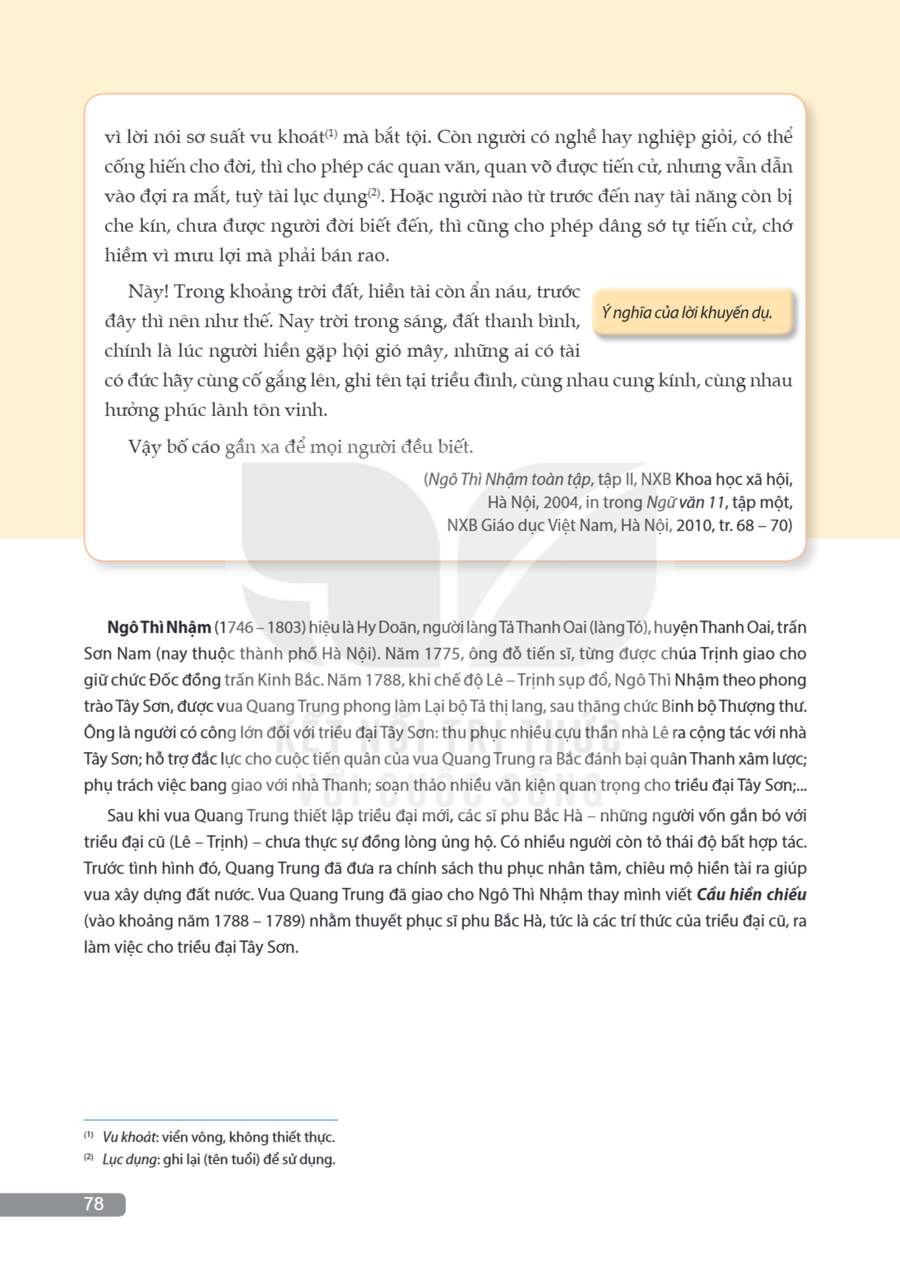 vì lời nói sơ suất vu khoát(1) mà bắt tội. Còn người có nghề hay nghiệp giỏi, có thể
cống hiến cho đời, thì cho phép các quan văn, quan võ được tiến cử, nhưng vẫn dẫn
vào đợi ra mắt, tuỳ tài lục dụng(2). Hoặc người nào từ trước đến nay tài năng còn bị
che kín, chưa được người đời biết đến, thì cũng cho phép dâng sớ tự tiến cử, chớ
hiềm vì mưu lợi mà phải bán rao.
Này! Trong khoảng trời đất, hiền tài còn ẩn náu, trước
đây thì nên như thế. Nay trời trong sáng, đất thanh bình,
chính là lúc người hiền gặp hội gió mây, những ai có tài
có đức hãy cùng cố gắng lên, ghi tên tại triều đình, cùng nhau cung kính, cùng nhau
hưởng phúc lành tôn vinh.
Ý nghĩa của lời khuyến dụ.
Vậy bố cáo gần xa để mọi người đều biết.
(Ngô Thì Nhậm toàn tập, tập II, NXB Khoa học xã hội,
Hà Nội, 2004, in trong Ngữ văn 11, tập một,
NXB Giáo dục Việt Nam, Hà Nội, 2010, tr. 68 – 70)
Ngô Thì Nhậm (1746 – 1803) hiệu là Hy Doãn, người làng Tả Thanh Oai (làng Tó), huyện Thanh Oai, trấn
Sơn Nam (nay thuộc thành phố Hà Nội). Năm 1775, ông đỗ tiến sĩ, từng được chúa Trịnh giao cho
giữ chức Đốc đồng trấn Kinh Bắc. Năm 1788, khi chế độ Lê – Trịnh sụp đổ, Ngô Thì Nhậm theo phong
trào Tây Sơn, được vua Quang Trung phong làm Lại bộ Tả thị lang, sau thăng chức Binh bộ Thượng thư.
Ông là người có công lớn đối với triều đại Tây Sơn: thu phục nhiều cựu thần nhà Lê ra cộng tác với nhà
Tây Sơn; hỗ trợ đắc lực cho cuộc tiến quân của vua Quang Trung ra Bắc đánh bại quân Thanh xâm lược;
phụ trách việc bang giao với nhà Thanh; soạn thảo nhiều văn kiện quan trọng cho triều đại Tây Sơn;...
Sau khi vua Quang Trung thiết lập triều đại mới, các sĩ phu Bắc Hà – những người vốn gắn bó với
triều đại cũ (Lê – Trịnh) – chưa thực sự đồng lòng ủng hộ. Có nhiều người còn tỏ thái độ bất hợp tác.
Trước tình hình đó, Quang Trung đã đưa ra chính sách thu phục nhân tâm, chiêu mộ hiền tài ra giúp
vua xây dựng đất nước. Vua Quang Trung đã giao cho Ngô Thì Nhậm thay mình viết Cầu hiền chiếu
(vào khoảng năm 1788 – 1789) nhằm thuyết phục sĩ phu Bắc Hà, tức là các trí thức của triều đại cũ, ra
làm việc cho triều đại Tây Sơn.
KẾT NỐI TRI THỨC
VỚI CUỘC SỐNG
(1) Vu khoát: viển vông, không thiết thực.
(2) Lục dụng: ghi lại (tên tuổi) để sử dụng.
78